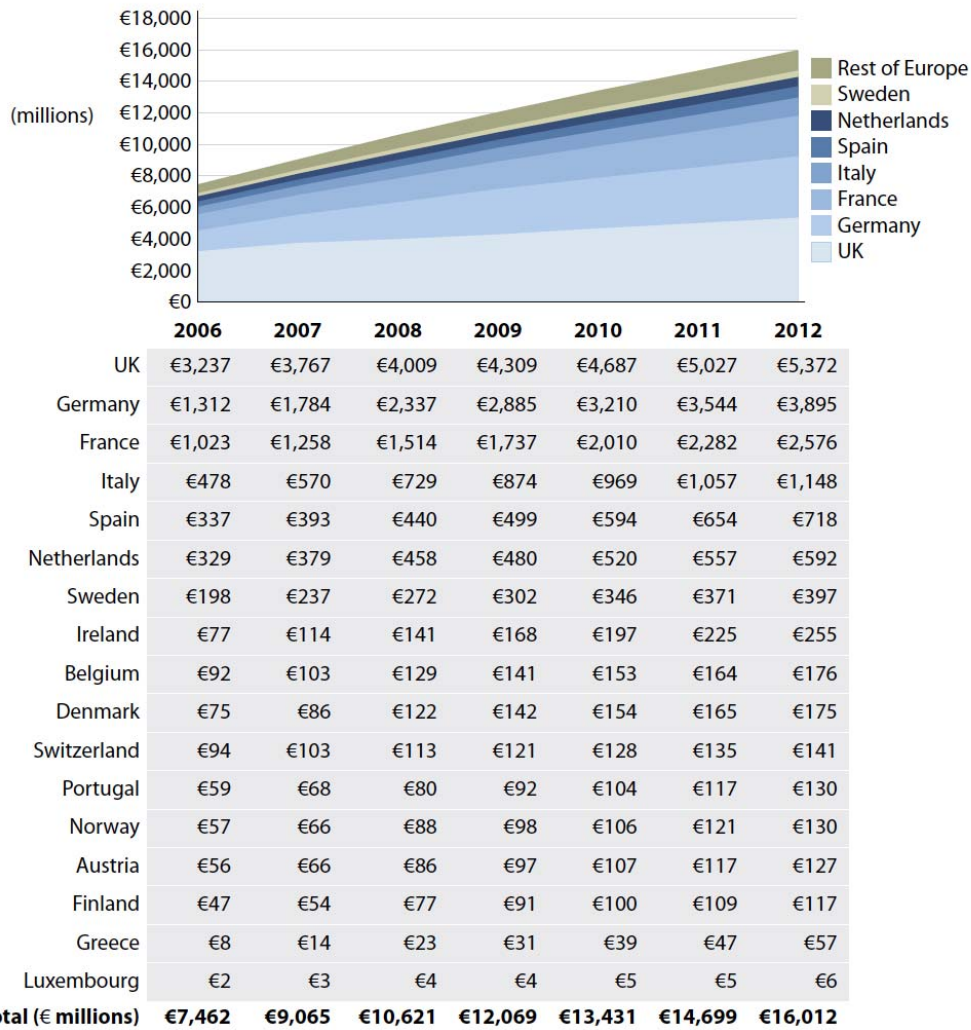 €18,000
€16,000
€14,000
(millions)
€12,000
€10,000
€8,000
€6,000
€4,000
€2,000
€0
Rest of Europe
Sweden
Netherlands
Spain
Italy
France
Germany
UK
2006 2007 2008 2009 2010 2011 2012
UK €3,237 €3,767 €4,009 €4,309 €4,687 €5,027 €5,372
Germany €1,312 €1,784 €2,337 €2,885 €3,210 €3,544 €3,895
France €1,023 €1,258 €1,514 €1,737 €2,010 €2,282 €2,576
Italy €478 €570 €729 €874 €969 €1,057 €1,148
Spain €337 €393 €440 €499 €594 €654 €718
Netherlands €329 €379 €458 €480 €520 €557 €592
Sweden €198 €237 €272 €302 €346 €371 €397
Ireland €77 €114 €141 €168 €197 €225 €255
Belgium €92 €103 €129 €141 €153 €164 €176
Denmark €75 €86 €122 €142 €154 €165 €175
Switzerland €94 €103 €113 €121 €128 €135 €141
Portugal €59 €68 €80 €92 €104 €117 €130
Norway €57 €66 €88 €98 €106 €121 €130
Austria €56 €66 €86 €97 €107 €117 €127
Finland €47 €54 €77 €91 €100 €109 €117
Greece €8 €14 €23 €31 €39 €47 €57
Luxembourg €2 €3 €4 €4 €5 €5 €6
tal (€ millions) €7,462 €9,065 €10,621 €12,069 €13,431 €14,699 €16,012